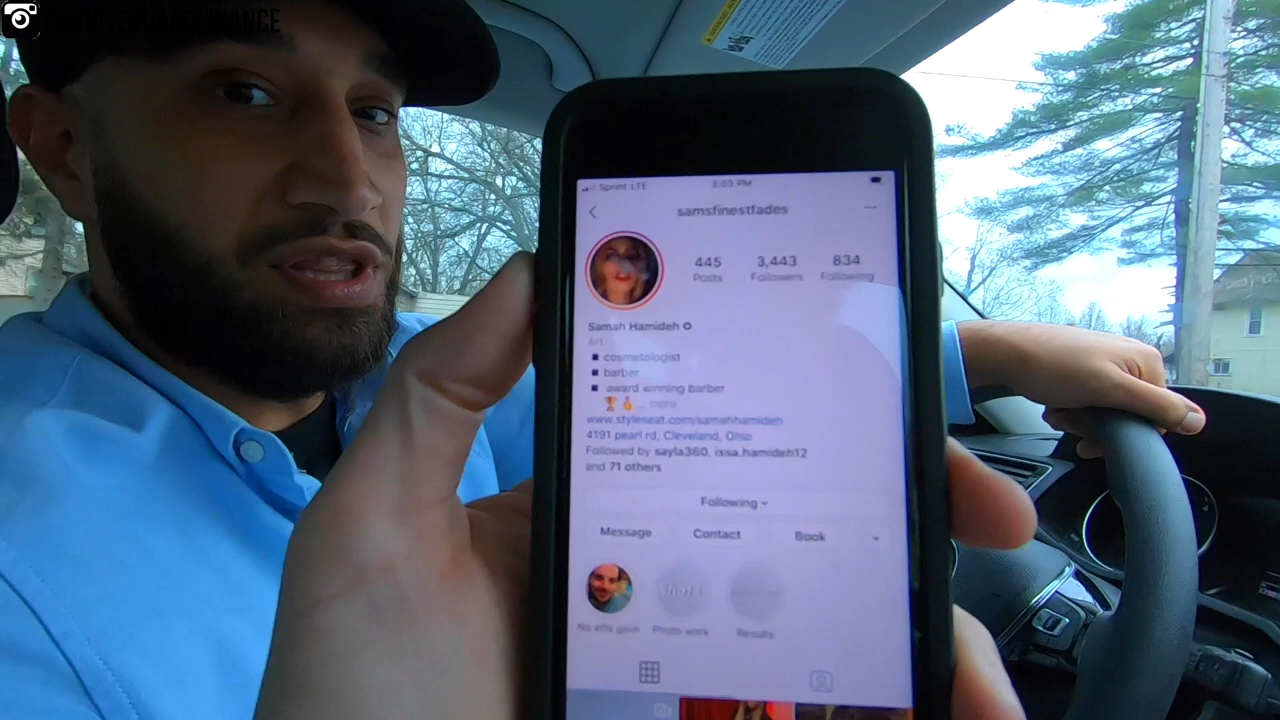 Sprint LTE 3:03 PM
samsfinestfades
445 3,443 834
Posts Followers Following
Samah Hamideh
Art
cosmetologist
barber
award winning barber
... more
www.styleseat.com/samahhamideh
4191 pearl rd, Cleveland, Ohio
Followed by sayla360, issa.hamideh12
and 71 others
Following
Message Contact Book
No effs givin Photo work Results